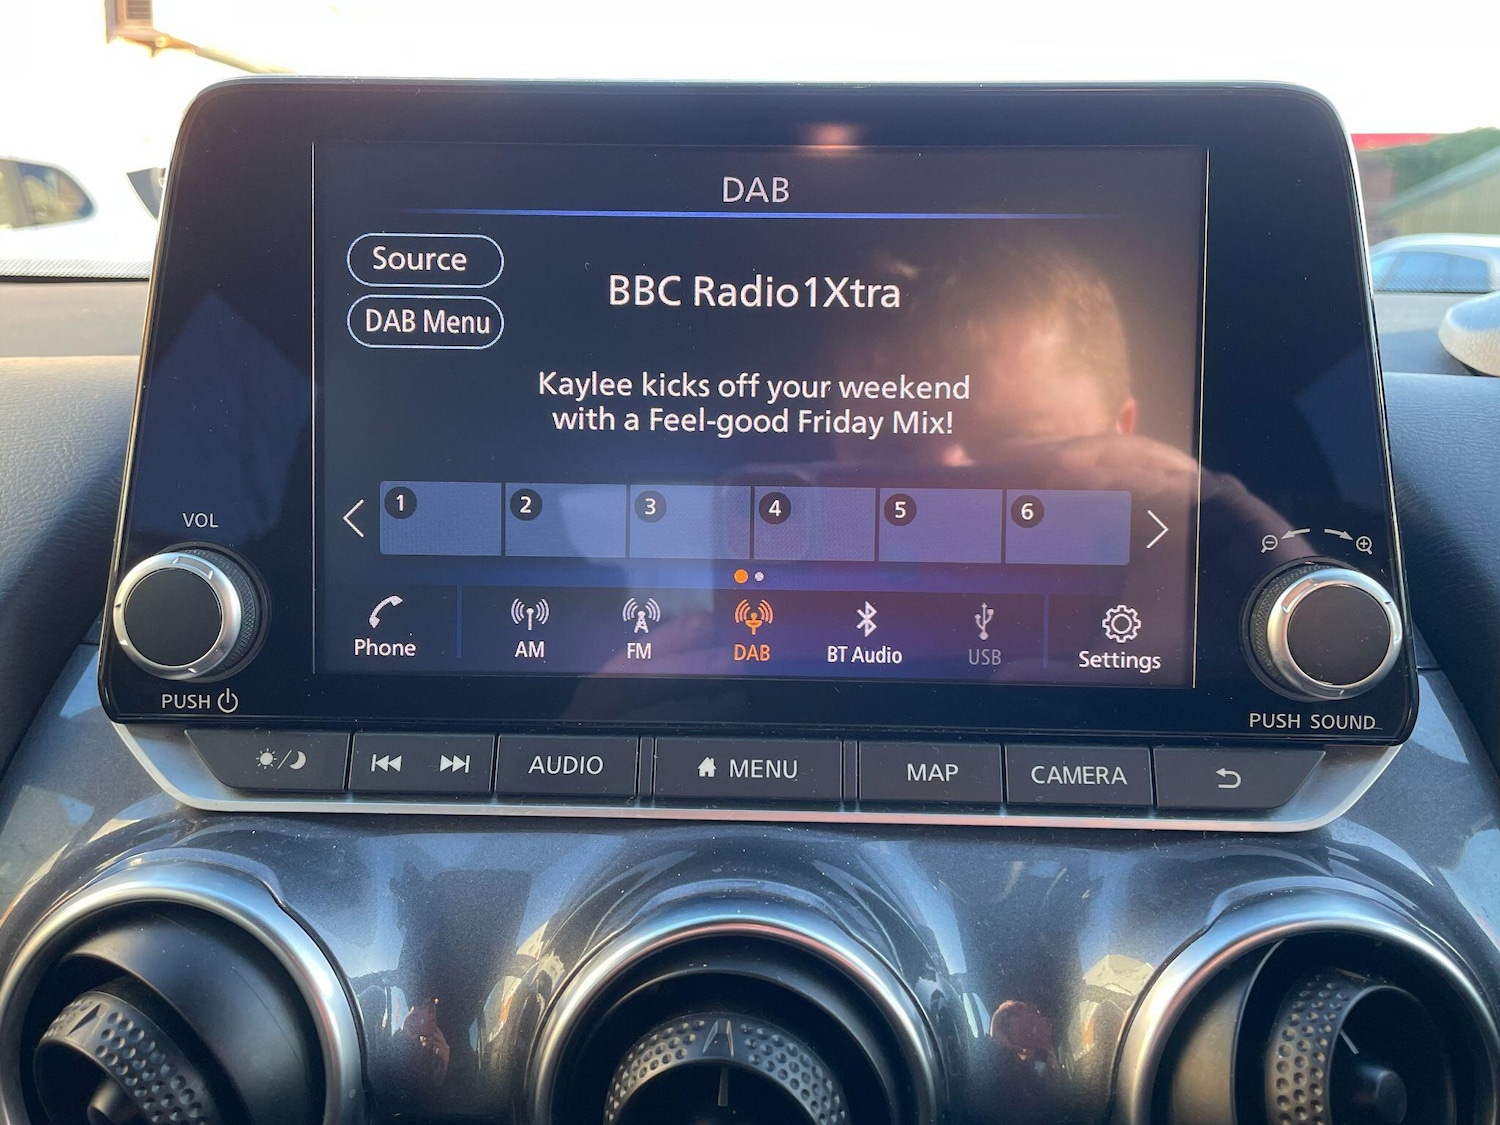 DAB
Source
BBC Radio1Xtra
DAB Menu
Kaylee kicks off your weekend
with a Feel-good Friday Mix!
1 2 3 4 5 6
VOL
Phone AM FM DAB BT Audio USB Settings
PUSH
PUSH SOUND
AUDIO MENU MAP CAMERA